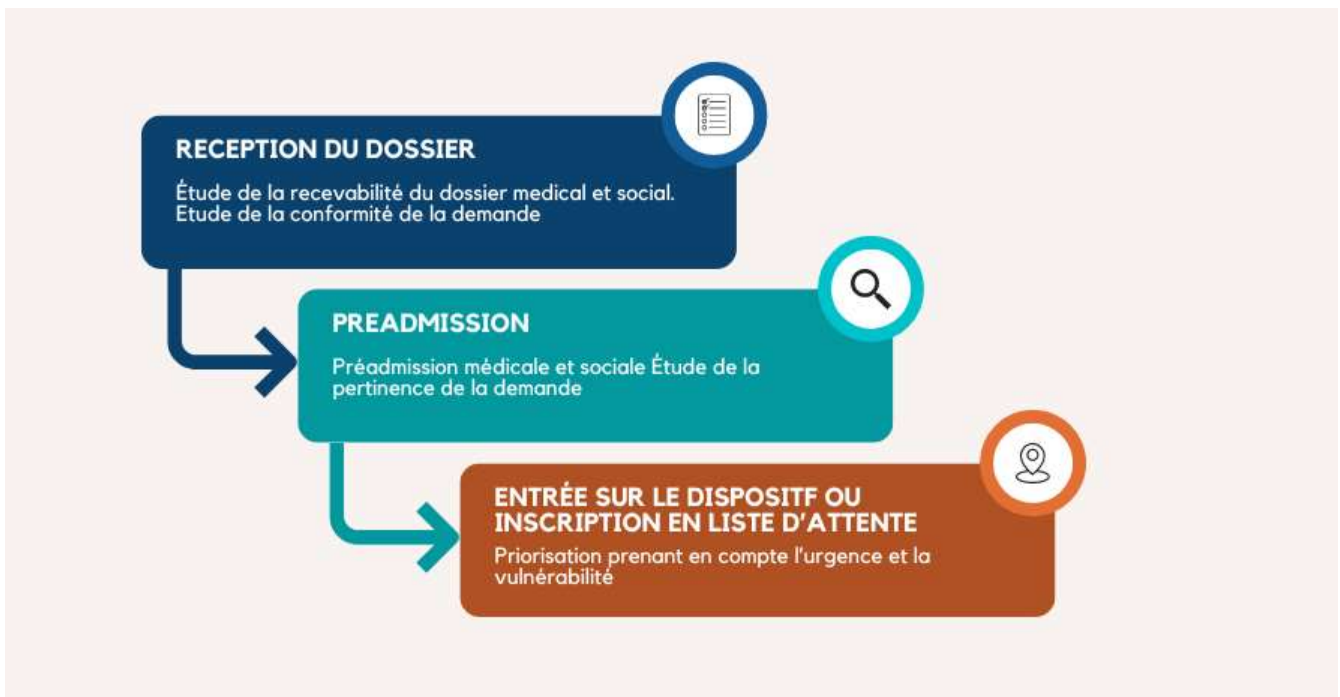 RECEPTION DU DOSSIER
Étude de la recevabilité du dossier medical et social.
Etude de la conformité de la demande
PREADMISSION
Préadmission médicale et sociale Étude de la
pertinence de la demande
ENTRÉE SUR LE DISPOSITF OU
INSCRIPTION EN LISTE D'ATTENTE
Priorisation prenant en compte l'urgence et la
vulnérabilité